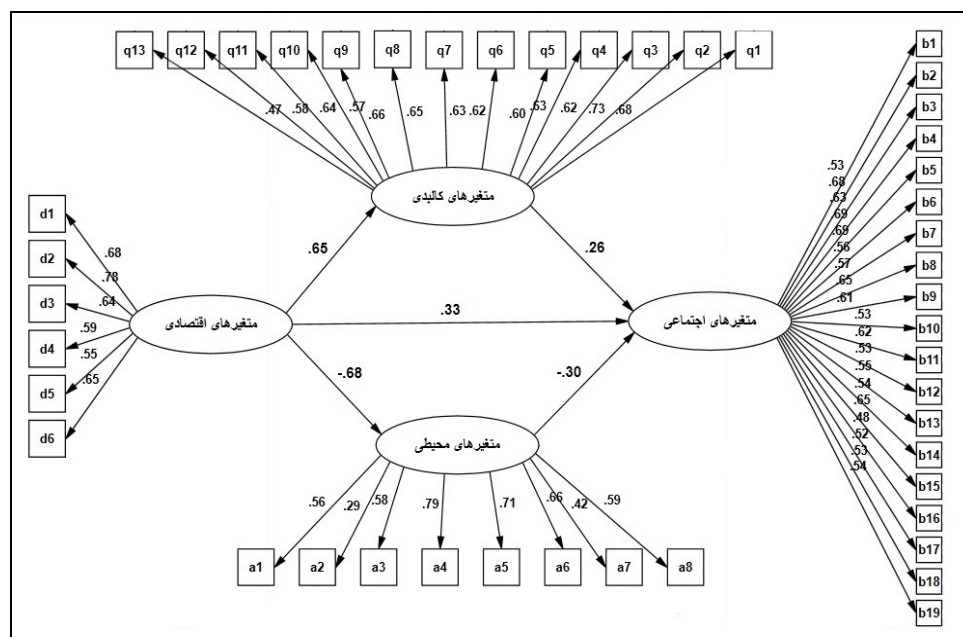 q13 q12 q11 q10 q9 q8 q7 q6 q5 q4 q3 q2 q1
.47 .58 .64 .57 .66 .65 .63 .62 .60 .63 .62 .73 .68
متغیرهای کالبدی
.65
.26
d1
d2
d3
d4
d5
d6
.68
.78
.64
.59
.55
.65
متغیرهای اقتصادی
.33
متغیرهای اجتماعی
-.68
-.30
متغیرهای محیطی
.56 .29 .58 .79 .71 .66 .42 .59
a1 a2 a3 a4 a5 a6 a7 a8
.53
.68
.63
.69
.69
.56
.57
.65
.61
.53
.62
.53
.55
.54
.65
.48
.52
.53
.54
b1
b2
b3
b4
b5
b6
b7
b8
b9
b10
b11
b12
b13
b14
b15
b16
b17
b18
b19